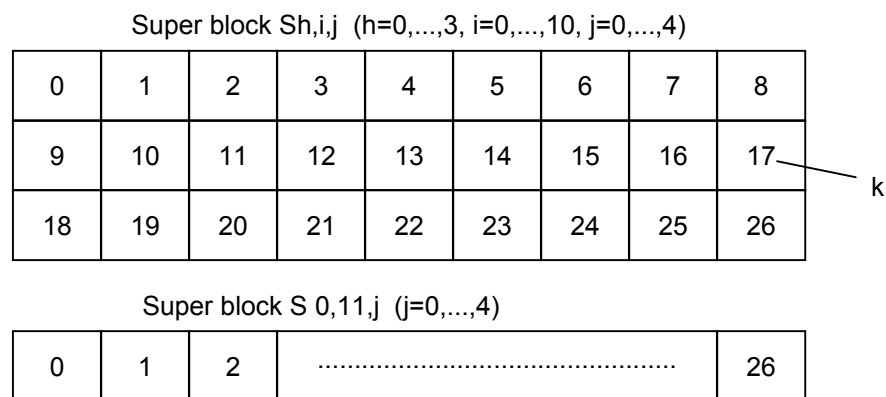 Super block Sh,i,j (h=0,...,3, i=0,...,10, j=0,...,4)
0 1 2 3 4 5 6 7 8
9 10 11 12 13 14 15 16 17
k
18 19 20 21 22 23 24 25 26
Super block S 0,11,j (j=0,...,4)
0 1 2 ................................................ 26